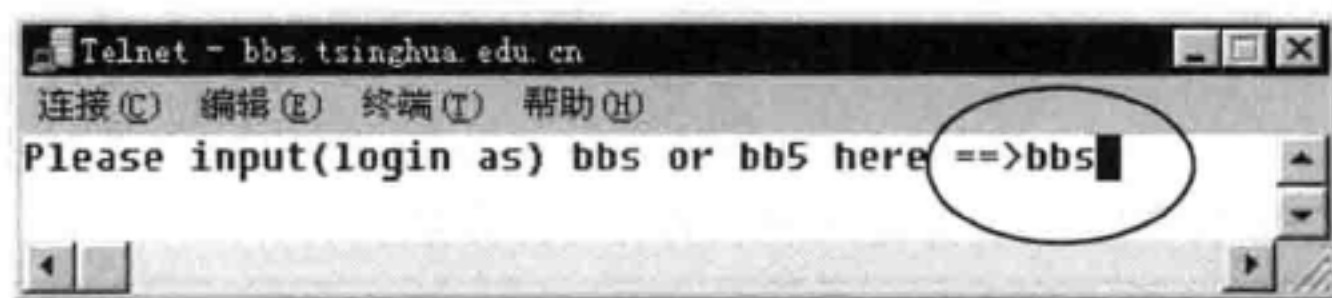 Telnet - bbs.tsinghua.edu.cn
连接(C) 编辑(E) 终端(T) 帮助(H)
Please input(login as) bbs or bb5 here ==>bbs